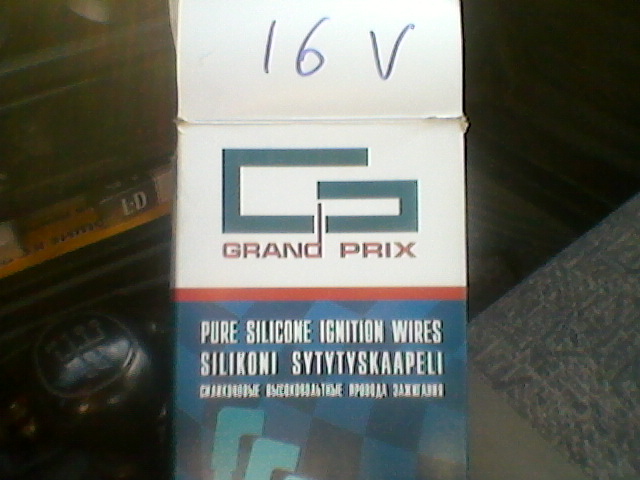 16 V
GRAND PRIX
PURE SILICONE IGNITION WIRES
SILIKONI SYTYTYSKAAPELI
СИЛИКОНОВЫЕ ВЫСОКОВОЛЬТНЫЕ ПРОВОДА ЗАЖИГАНИЯ